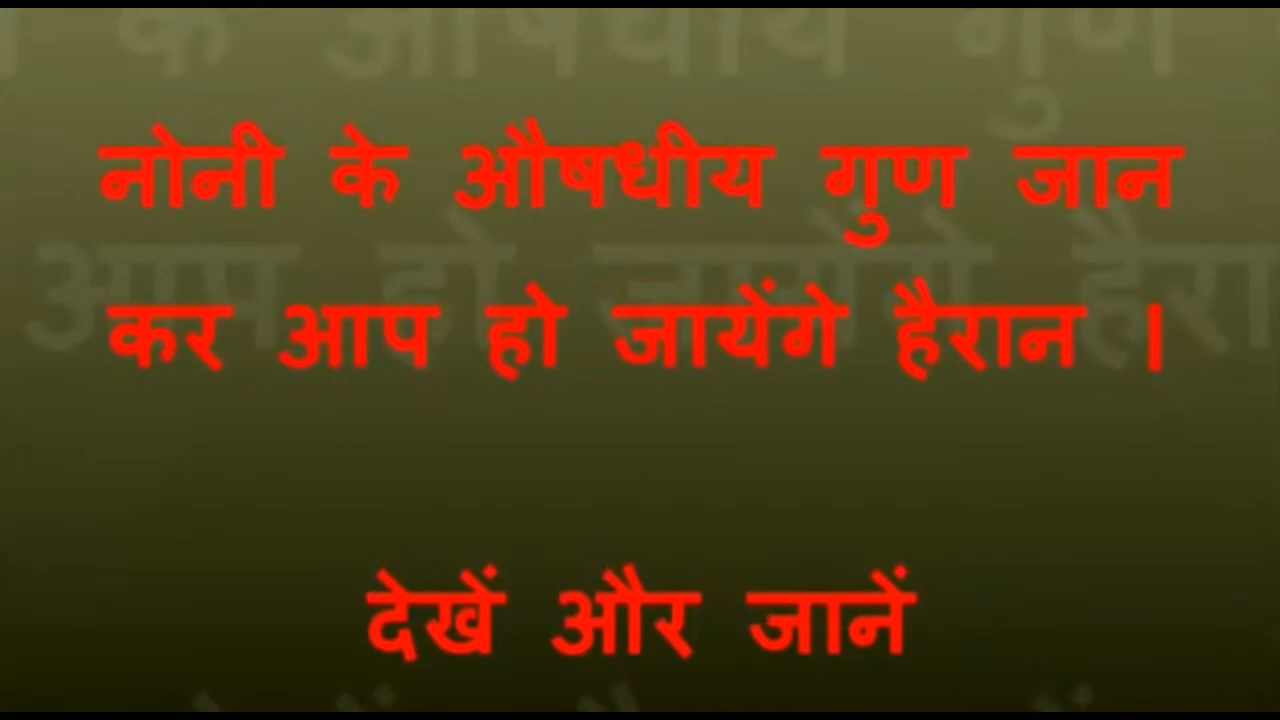 नोनी के औषधीय गुण जान
कर आप हो जायेंगे हैरान ।
देखें और जानें